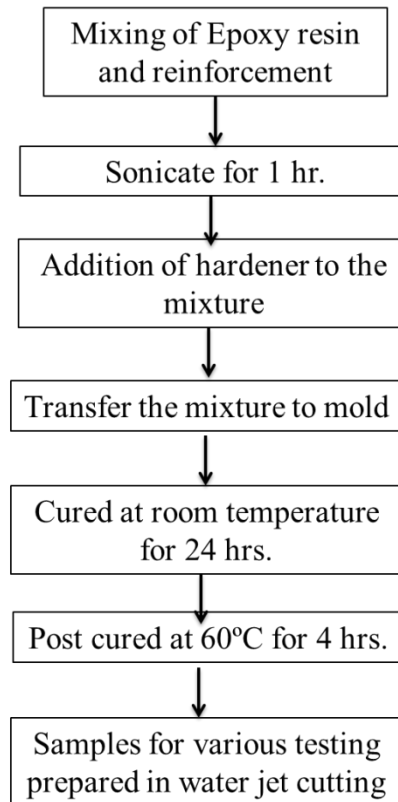 Mixing of Epoxy resin
and reinforcement
Sonicate for 1 hr.
Addition of hardener to the
mixture
Transfer the mixture to mold
Cured at room temperature
for 24 hrs.
Post cured at 60ºC for 4 hrs.
Samples for various testing
prepared in water jet cutting